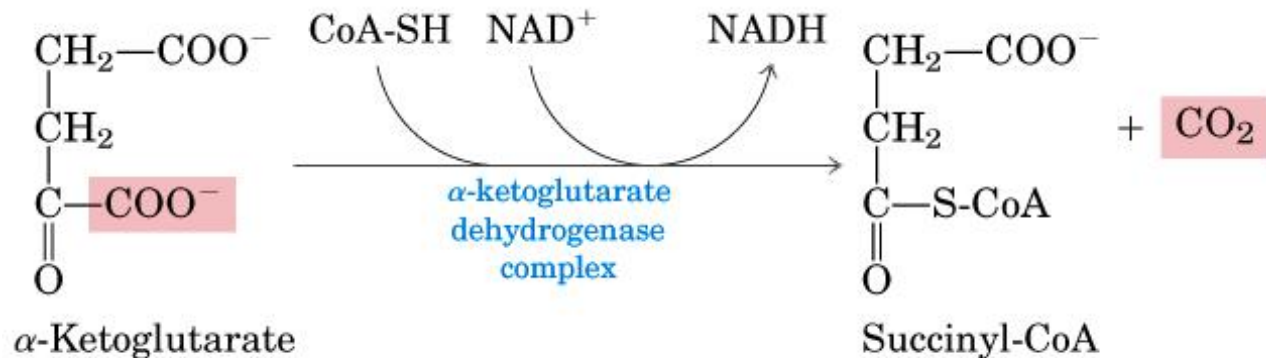 CH₂—COO⁻ CoA-SH NAD⁺ NADH CH₂—COO⁻
CH₂ CH₂ + CO₂
C—COO⁻ α-ketoglutarate C—S-CoA
dehydrogenase
O complex O
α-Ketoglutarate Succinyl-CoA